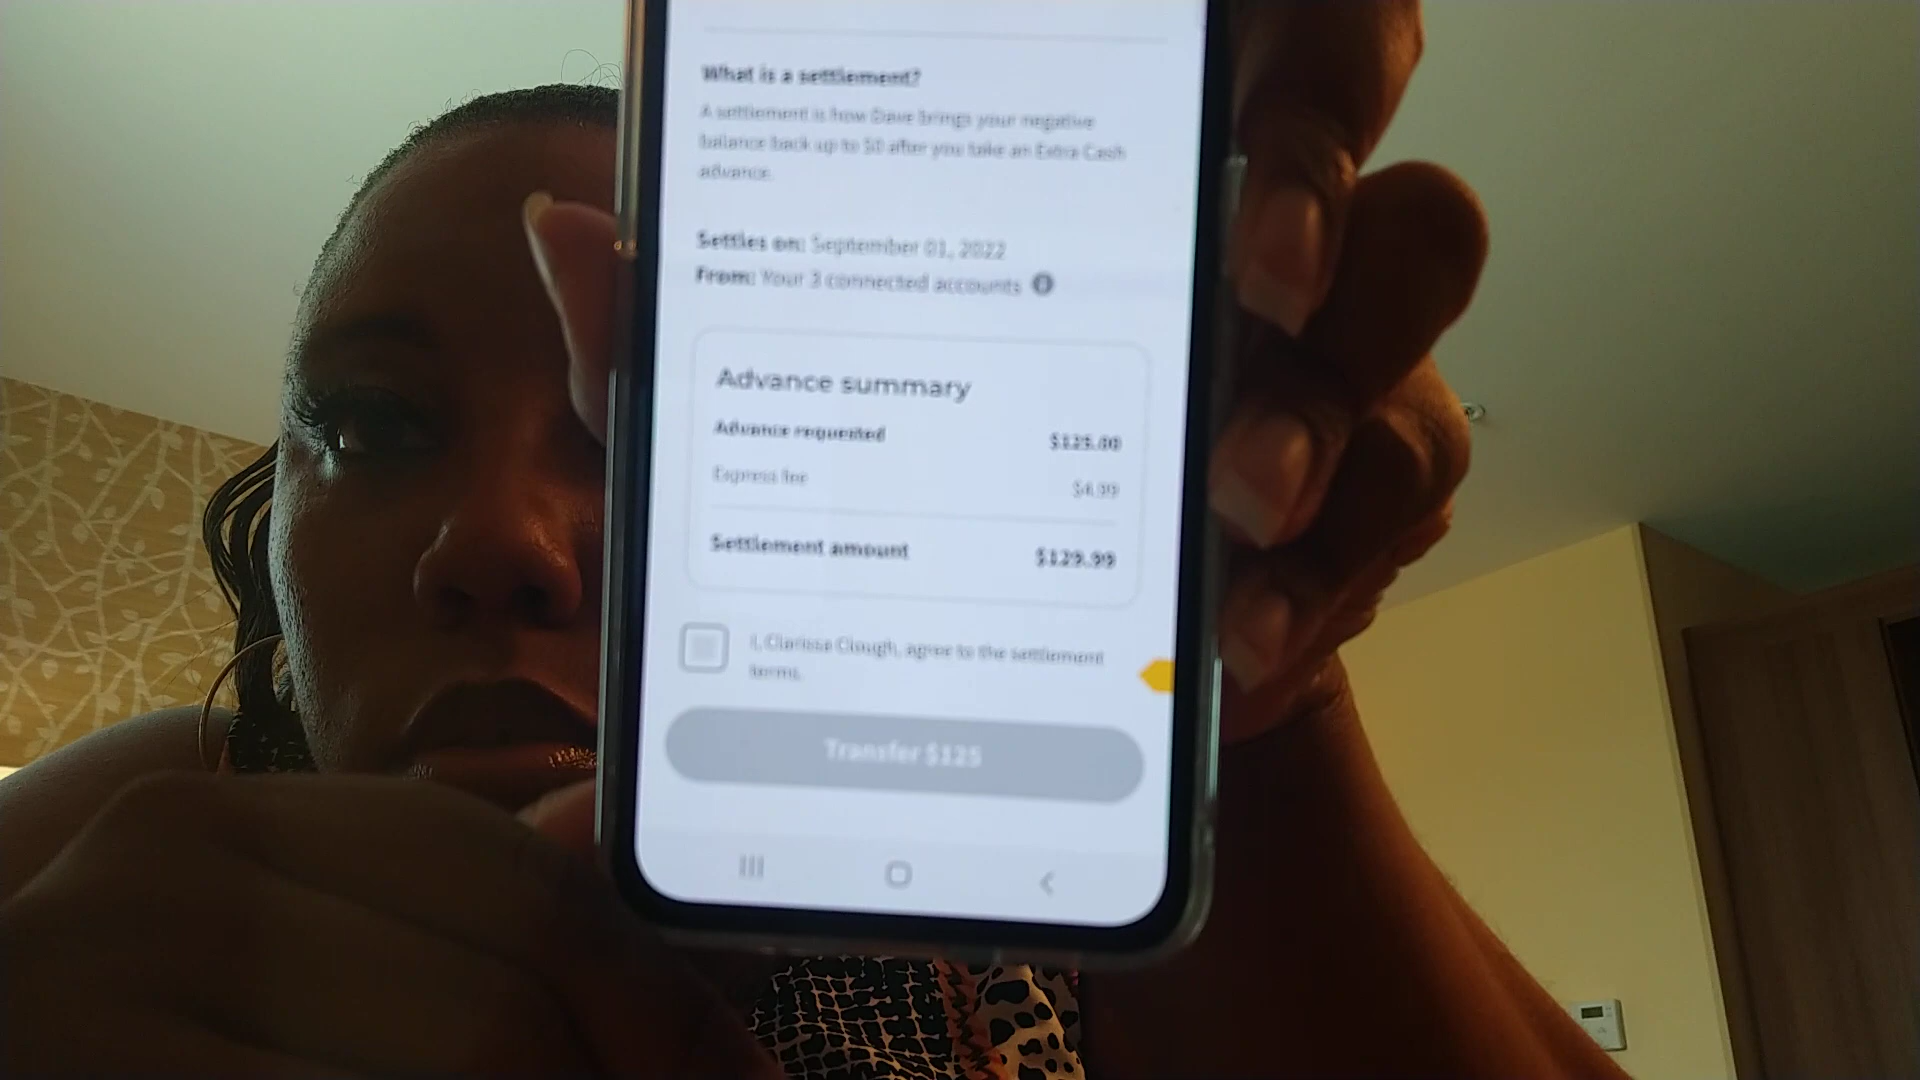 What is a settlement?
A settlement is how Dave brings your negative
balance back up to $0 after you take an Extra Cash
advance.
Settles on: September 01, 2022
From: Your 3 connected accounts
Advance summary
Advance requested $125.00
Express fee $4.99
Settlement amount $129.99
I, Clarissa Clough, agree to the settlement
terms.
Transfer $125